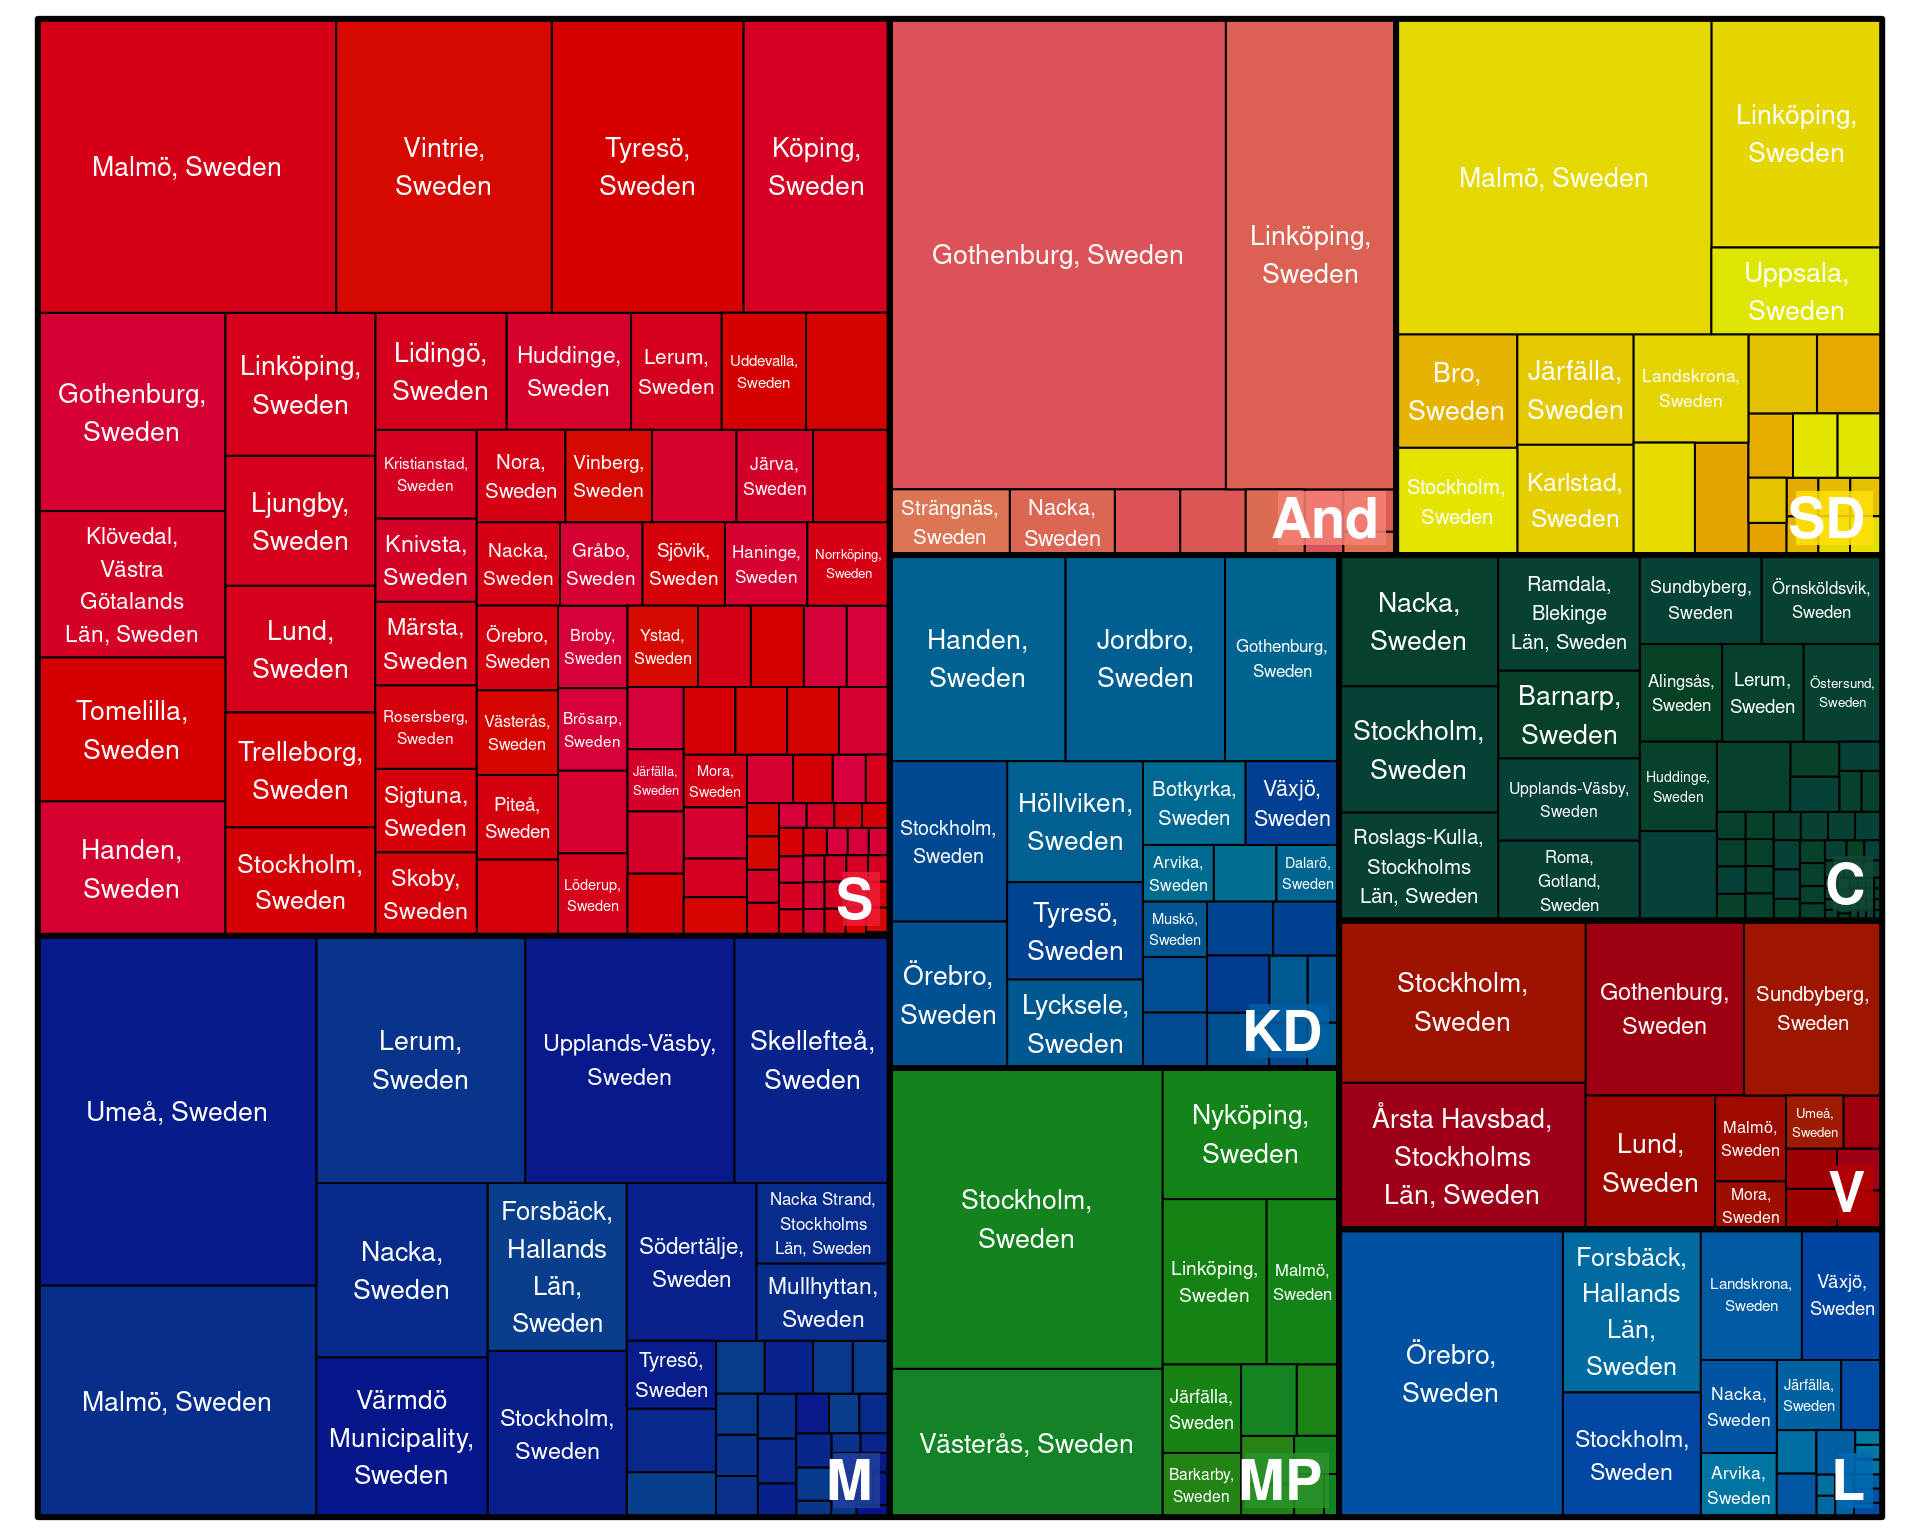 Malmö, Sweden
Vintrie,
Sweden
Tyresö,
Sweden
Köping,
Sweden
Gothenburg,
Sweden
Klövedal,
Västra
Götalands
Län, Sweden
Tomelilla,
Sweden
Handen,
Sweden
Linköping,
Sweden
Ljungby,
Sweden
Lund,
Sweden
Trelleborg,
Sweden
Stockholm,
Sweden
Lidingö,
Sweden
Huddinge,
Sweden
Lerum,
Sweden
Uddevalla,
Sweden
Kristianstad,
Sweden
Nora,
Sweden
Vinberg,
Sweden
Järva,
Sweden
Knivsta,
Sweden
Nacka,
Sweden
Gråbo,
Sweden
Sjövik,
Sweden
Haninge,
Sweden
Norrköping,
Sweden
Märsta,
Sweden
Örebro,
Sweden
Broby,
Sweden
Ystad,
Sweden
Rosersberg,
Sweden
Västerås,
Sweden
Brösarp,
Sweden
Järfälla,
Sweden
Mora,
Sweden
Sigtuna,
Sweden
Piteå,
Sweden
Skoby,
Sweden
Löderup,
Sweden
S
Gothenburg, Sweden
Linköping,
Sweden
Strängnäs,
Sweden
Nacka,
Sweden
And
Malmö, Sweden
Linköping,
Sweden
Uppsala,
Sweden
Bro,
Sweden
Järfälla,
Sweden
Landskrona,
Sweden
Stockholm,
Sweden
Karlstad,
Sweden
SD
Handen,
Sweden
Jordbro,
Sweden
Gothenburg,
Sweden
Stockholm,
Sweden
Höllviken,
Sweden
Botkyrka,
Sweden
Växjö,
Sweden
Arvika,
Sweden
Dalarö,
Sweden
Tyresö,
Sweden
Muskö,
Sweden
Örebro,
Sweden
Lycksele,
Sweden
KD
Nacka,
Sweden
Ramdala,
Blekinge
Län, Sweden
Sundbyberg,
Sweden
Örnsköldsvik,
Sweden
Stockholm,
Sweden
Barnarp,
Sweden
Alingsås,
Sweden
Lerum,
Sweden
Östersund,
Sweden
Upplands-Väsby,
Sweden
Huddinge,
Sweden
Roslags-Kulla,
Stockholms
Län, Sweden
Roma,
Gotland,
Sweden
C
Umeå, Sweden
Malmö, Sweden
Lerum,
Sweden
Upplands-Väsby,
Sweden
Skellefteå,
Sweden
Nacka,
Sweden
Forsbäck,
Hallands
Län,
Sweden
Södertälje,
Sweden
Nacka Strand,
Stockholms
Län, Sweden
Mullhyttan,
Sweden
Värmdö
Municipality,
Sweden
Stockholm,
Sweden
Tyresö,
Sweden
M
Stockholm,
Sweden
Västerås, Sweden
Nyköping,
Sweden
Linköping,
Sweden
Malmö,
Sweden
Järfälla,
Sweden
Barkarby,
Sweden
MP
Stockholm,
Sweden
Gothenburg,
Sweden
Sundbyberg,
Sweden
Årsta Havsbad,
Stockholms
Län, Sweden
Lund,
Sweden
Malmö,
Sweden
Umeå,
Sweden
Mora,
Sweden
V
Örebro,
Sweden
Forsbäck,
Hallands
Län,
Sweden
Landskrona,
Sweden
Växjö,
Sweden
Stockholm,
Sweden
Nacka,
Sweden
Järfälla,
Sweden
Arvika,
Sweden
L